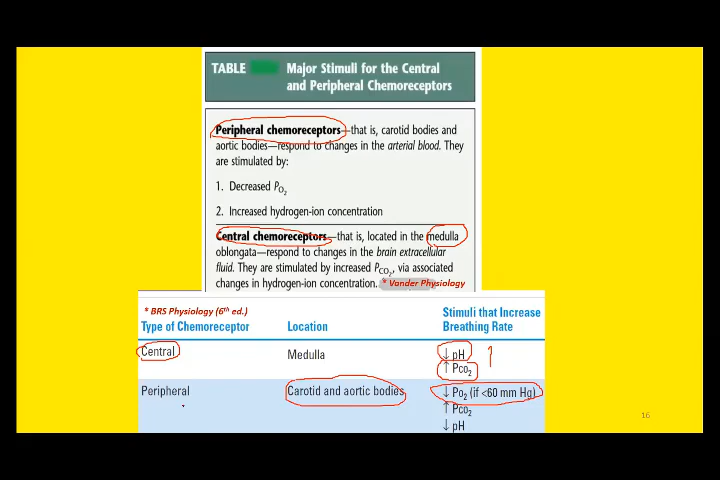 TABLE Major Stimuli for the Central
and Peripheral Chemoreceptors
Peripheral chemoreceptors—that is, carotid bodies and
aortic bodies—respond to changes in the arterial blood. They
are stimulated by:
1. Decreased PO₂
2. Increased hydrogen-ion concentration
Central chemoreceptors—that is, located in the medulla
oblongata—respond to changes in the brain extracellular
fluid. They are stimulated by increased PCO₂, via associated
changes in hydrogen-ion concentration. * Vander Physiology
* BRS Physiology (6th ed.) Stimuli that Increase
Type of Chemoreceptor Location Breathing Rate
Central Medulla ↓ pH ↑
↑ PCO₂
Peripheral Carotid and aortic bodies ↓ PO₂ (if <60 mm Hg)
↑ PCO₂
↓ pH
16